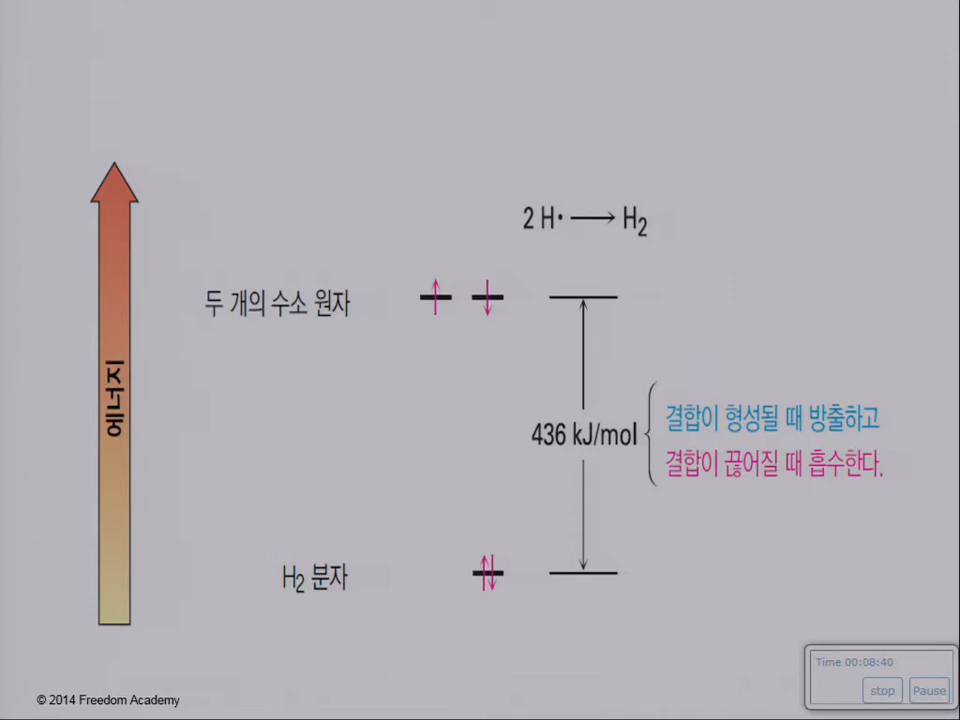 2 H· ⟶ H₂
두 개의 수소 원자
에너지
436 kJ/mol
결합이 형성될 때 방출하고
결합이 끊어질 때 흡수한다.
H₂ 분자
Time 00:08:40
stop
Pause
© 2014 Freedom Academy